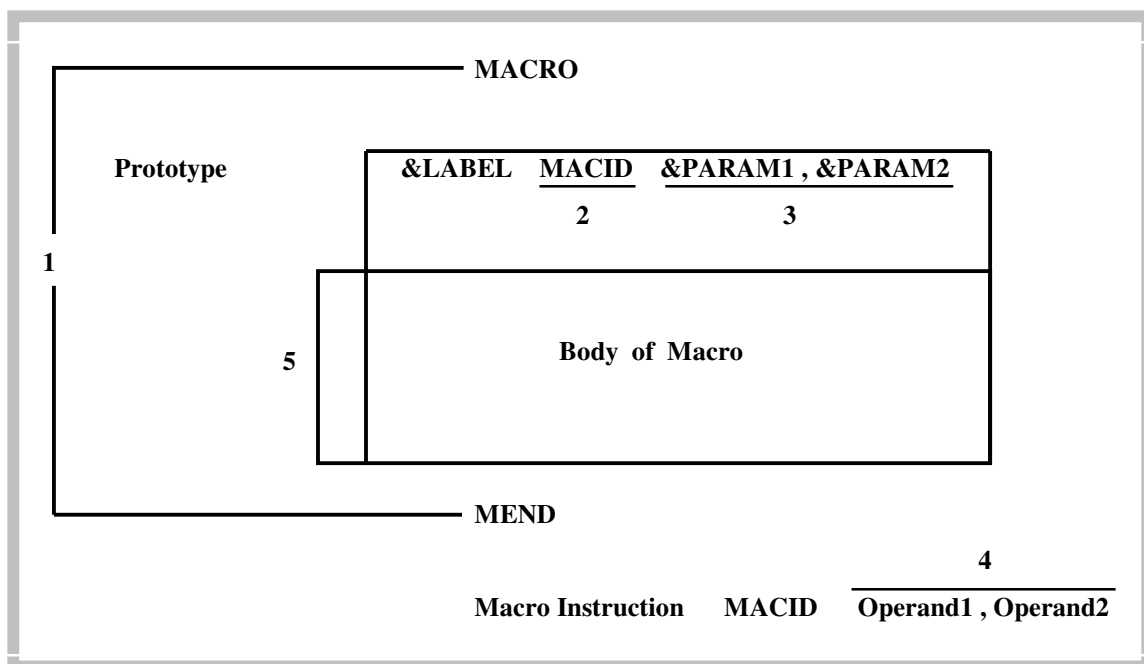 MACRO
Prototype &LABEL MACID &PARAM1 , &PARAM2
2 3
1
5 Body of Macro
MEND
4
Macro Instruction MACID Operand1 , Operand2